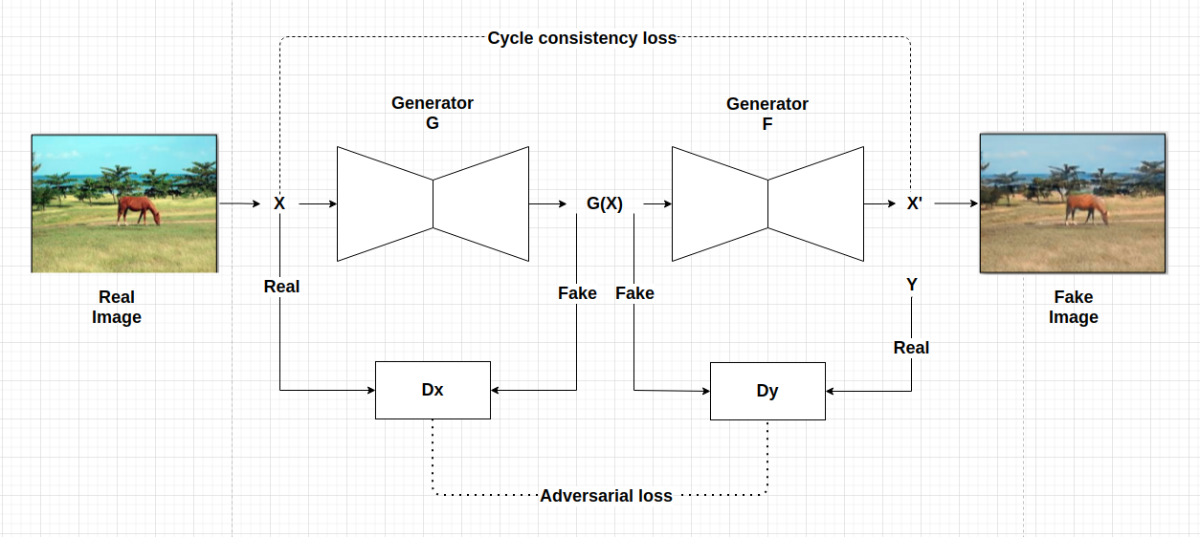 Cycle consistency loss
Generator
G
Generator
F
X
G(X)
X'
Real
Image
Real
Fake
Fake
Y
Fake
Image
Real
Dx
Dy
Adversarial loss